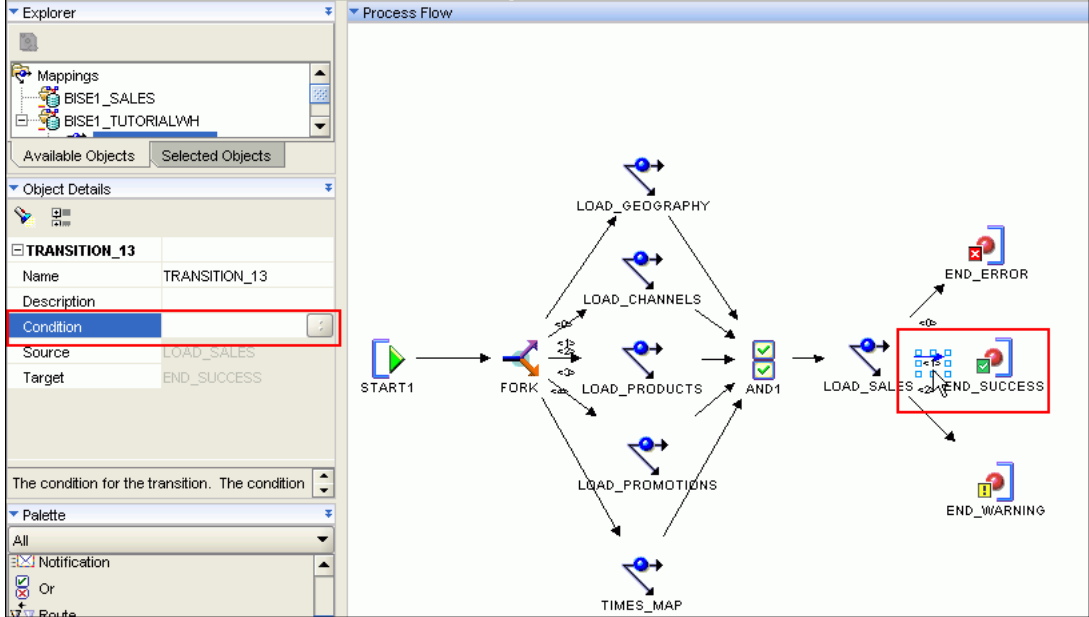 Explorer
Mappings
BISE1_SALES
BISE1_TUTORIALWH
Available Objects Selected Objects
Object Details
TRANSITION_13
Name TRANSITION_13
Description
Condition
Source LOAD_SALES
Target END_SUCCESS
The condition for the transition. The condition
Palette
All
Notification
Or
Route
Process Flow
LOAD_GEOGRAPHY
END_ERROR
LOAD_CHANNELS
<0>
<0>
<1>
<2>
<3>
<1>
START1 FORK LOAD_PRODUCTS AND1 LOAD_SALES END_SUCCESS
LOAD_PROMOTIONS
END_WARNING
TIMES_MAP